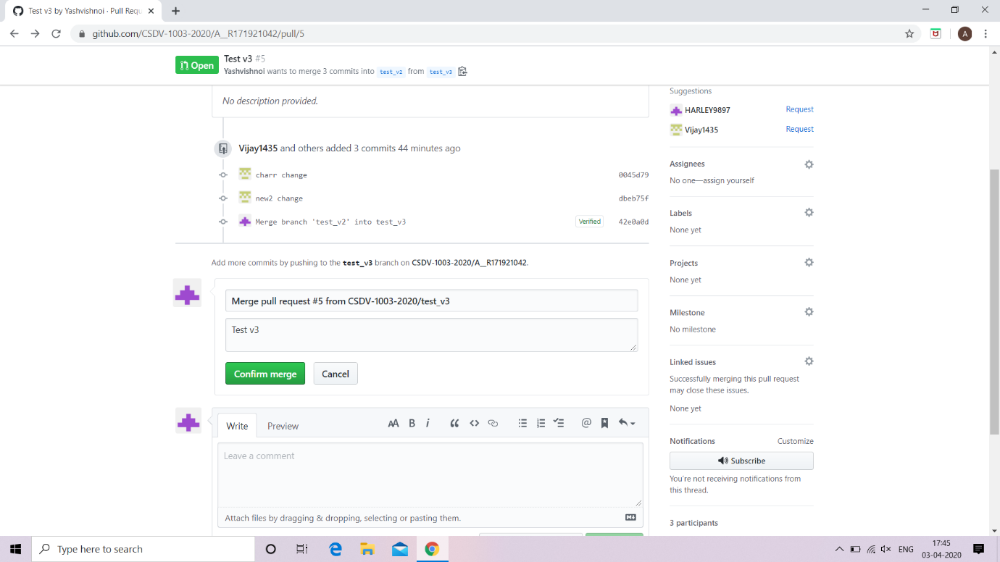 Test v3 by Yashvishnoi · Pull Requ
github.com/CSDV-1003-2020/A__R171921042/pull/5
A
Open
Test v3 #5
Yashvishnoi wants to merge 3 commits into test_v2 from test_v3
No description provided.
Vijay1435 and others added 3 commits 44 minutes ago
charr change 0045d79
new2 change dbeb75f
Merge branch 'test_v2' into test_v3 Verified 42e0a0d
Add more commits by pushing to the test_v3 branch on CSDV-1003-2020/A__R171921042.
Merge pull request #5 from CSDV-1003-2020/test_v3
Test v3
Confirm merge Cancel
Write Preview
Leave a comment
Attach files by dragging & dropping, selecting or pasting them.
Suggestions
HARLEY9897 Request
Vijay1435 Request
Assignees
No one—assign yourself
Labels
None yet
Projects
None yet
Milestone
No milestone
Linked issues
Successfully merging this pull request
may close these issues.
None yet
Notifications Customize
Subscribe
You're not receiving notifications from
this thread.
3 participants
Type here to search
ENG
17:45
03-04-2020